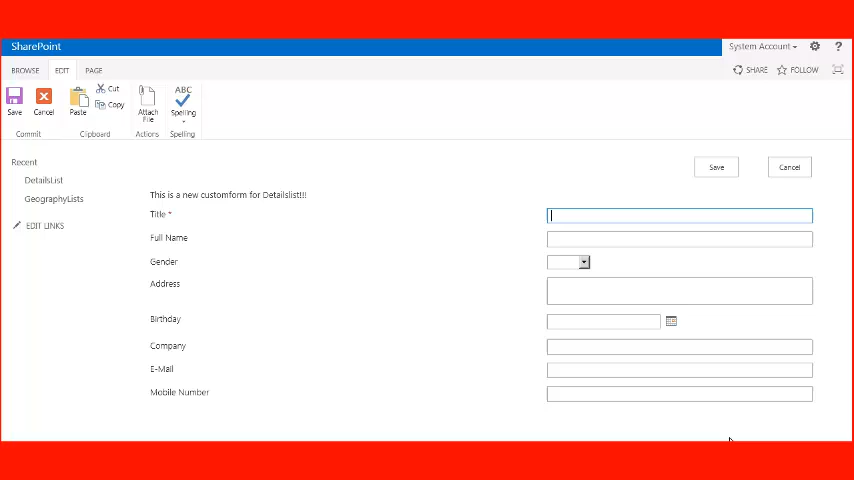 SharePoint
System Account
?
BROWSE EDIT PAGE
SHARE FOLLOW
Save Cancel Paste Cut Copy Attach File ABC Spelling
Commit Clipboard Actions Spelling
Recent
DetailsList
GeographyLists
EDIT LINKS
Save Cancel
This is a new customform for Detailslist!!!
Title *
Full Name
Gender
Address
Birthday
Company
E-Mail
Mobile Number